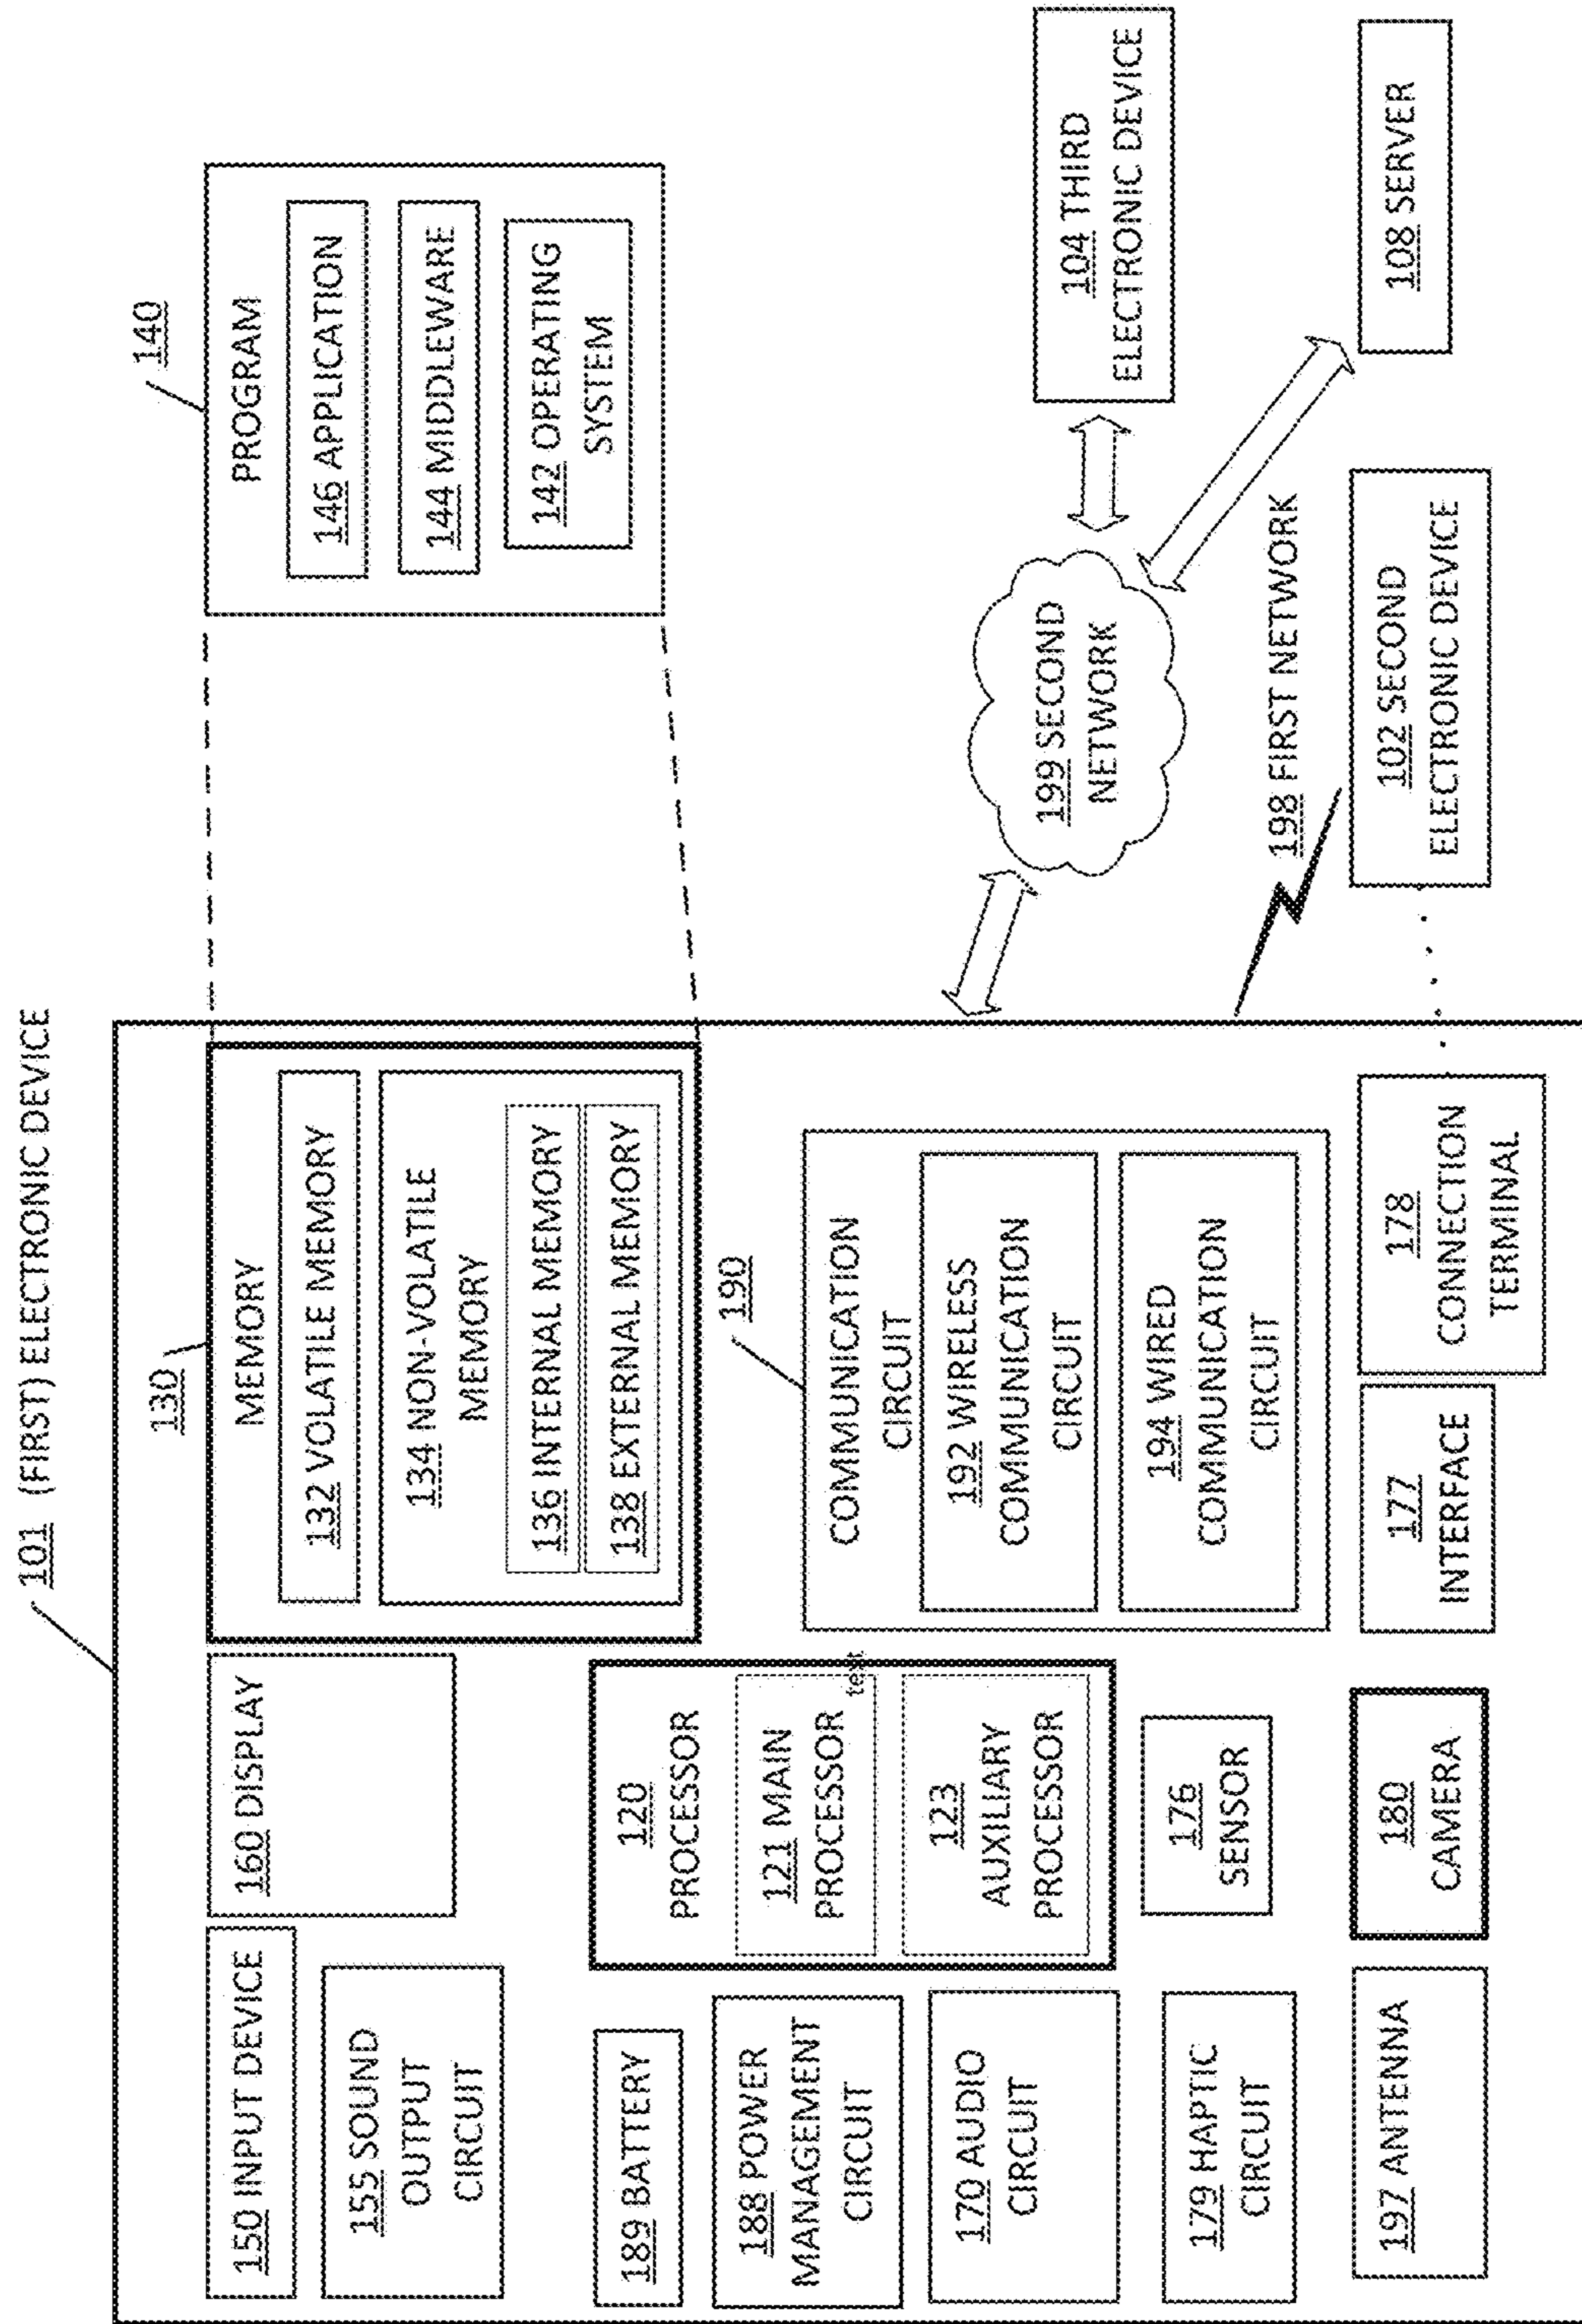 101 (FIRST) ELECTRONIC DEVICE
150 INPUT DEVICE
155 SOUND
OUTPUT
CIRCUIT
160 DISPLAY
130
MEMORY
132 VOLATILE MEMORY
134 NON-VOLATILE
MEMORY
136 INTERNAL MEMORY
138 EXTERNAL MEMORY
140
PROGRAM
146 APPLICATION
144 MIDDLEWARE
142 OPERATING
SYSTEM
189 BATTERY
188 POWER
MANAGEMENT
CIRCUIT
170 AUDIO
CIRCUIT
179 HAPTIC
CIRCUIT
197 ANTENNA
120
PROCESSOR
121 MAIN
PROCESSOR
text
123
AUXILIARY
PROCESSOR
176
SENSOR
180
CAMERA
190
COMMUNICATION
CIRCUIT
192 WIRELESS
COMMUNICATION
CIRCUIT
194 WIRED
COMMUNICATION
CIRCUIT
177
INTERFACE
178
CONNECTION
TERMINAL
199 SECOND
NETWORK
104 THIRD
ELECTRONIC DEVICE
198 FIRST NETWORK
108 SERVER
102 SECOND
ELECTRONIC DEVICE